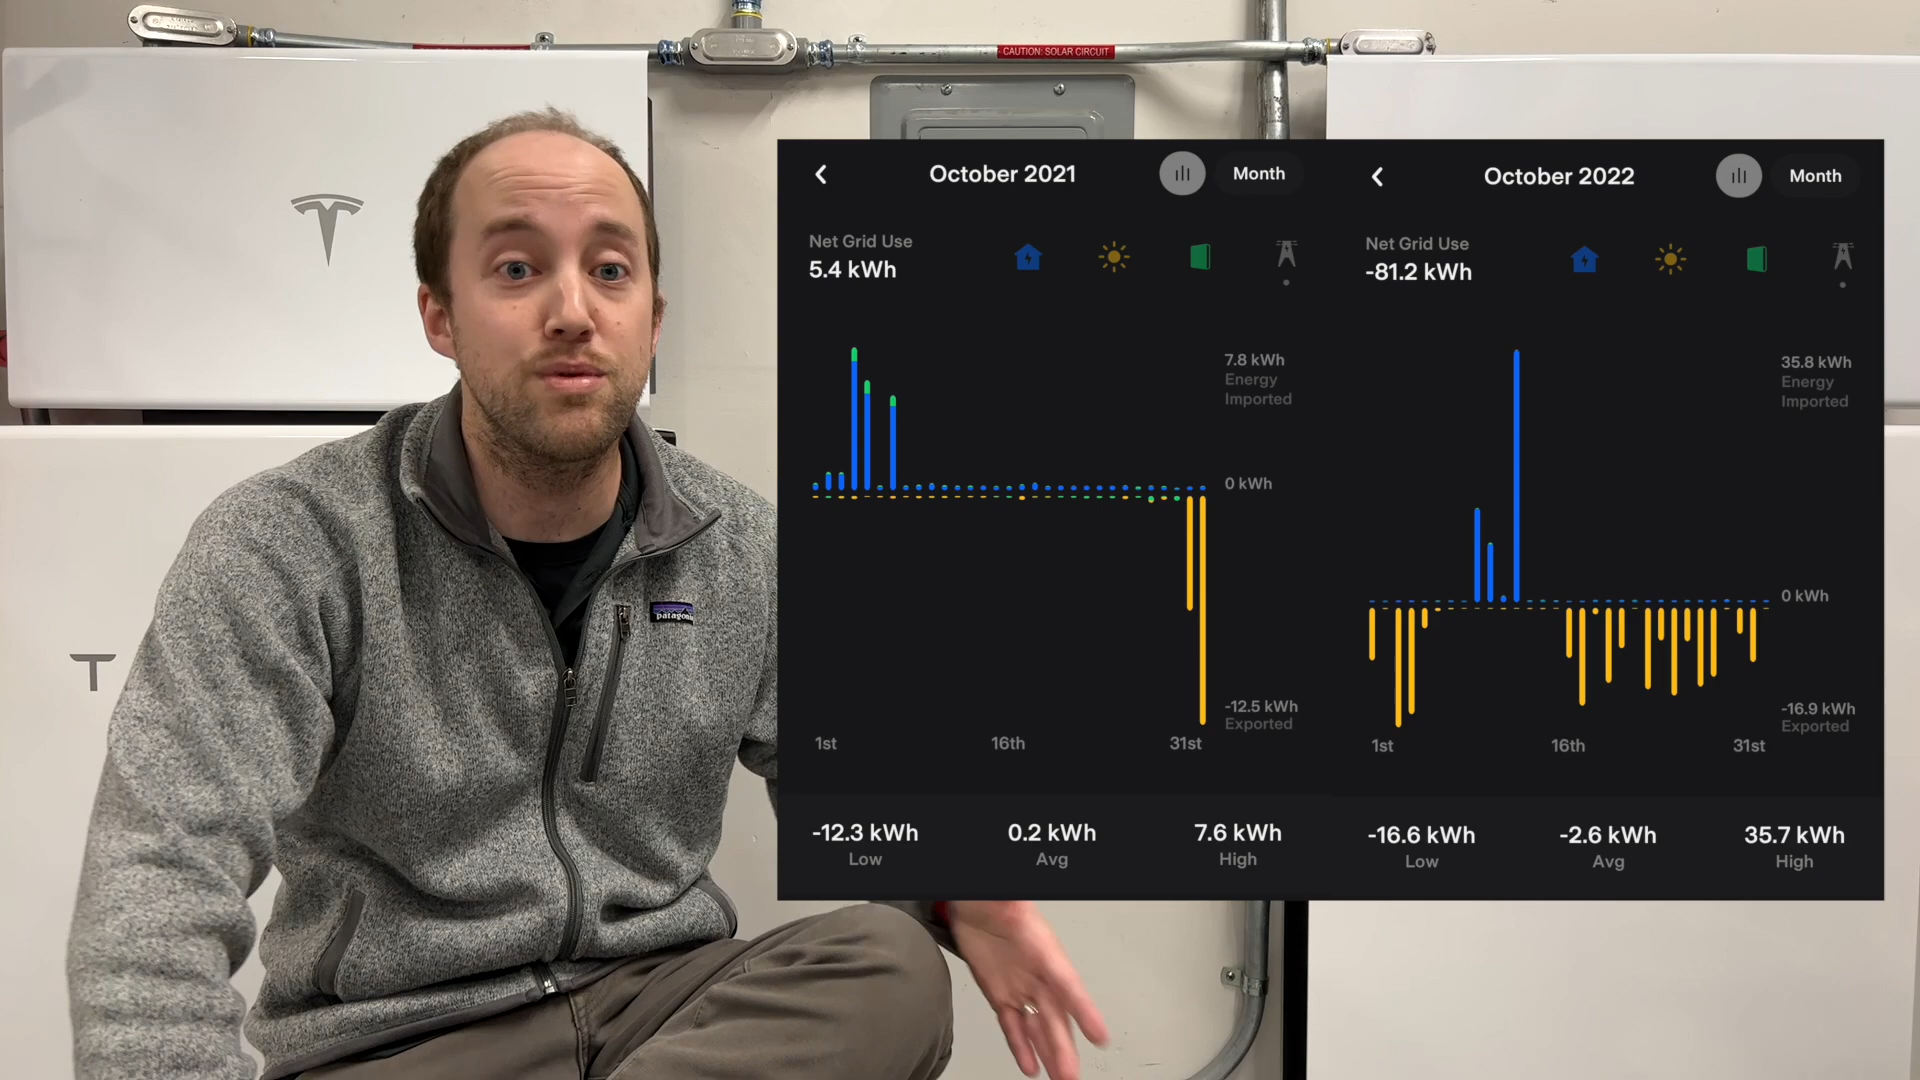 CAUTION: SOLAR CIRCUIT
October 2021
Month
Net Grid Use
5.4 kWh
7.8 kWh
Energy
Imported
0 kWh
-12.5 kWh
Exported
1st
16th
31st
-12.3 kWh
Low
0.2 kWh
Avg
7.6 kWh
High
October 2022
Month
Net Grid Use
-81.2 kWh
35.8 kWh
Energy
Imported
0 kWh
-16.9 kWh
Exported
1st
16th
31st
-16.6 kWh
Low
-2.6 kWh
Avg
35.7 kWh
High
patagonia
T